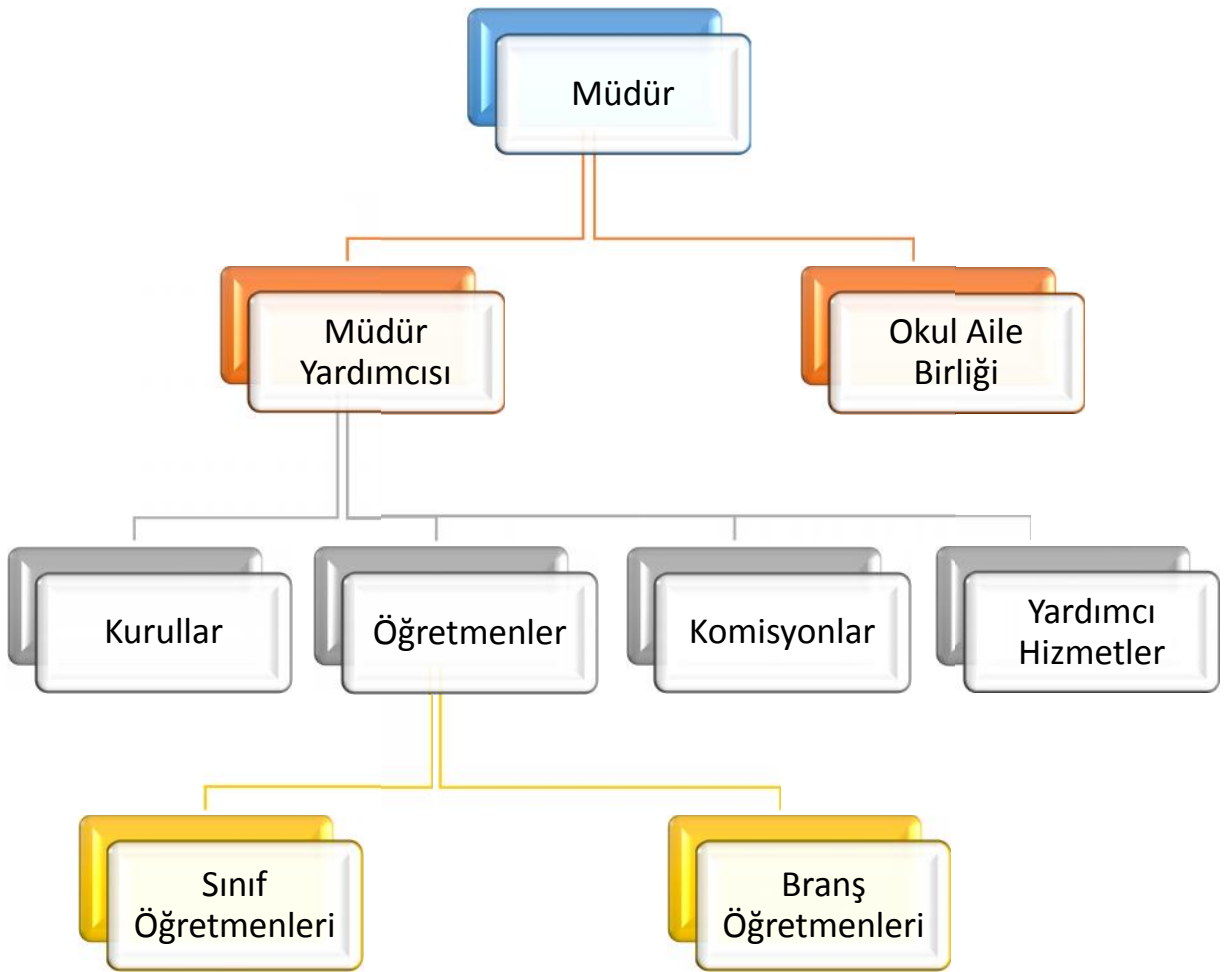 Müdür
Müdür
Yardımcısı
Okul Aile
Birliği
Kurullar
Öğretmenler
Komisyonlar
Yardımcı
Hizmetler
Sınıf
Öğretmenleri
Branş
Öğretmenleri